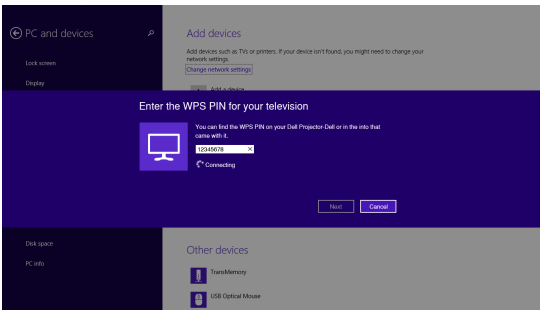 PC and devices
Lock screen
Display
Disk space
PC info
Add devices
Add devices such as TVs or printers. If your device isn't found, you might need to change your
network settings.
Change network settings
Add a device
Enter the WPS PIN for your television
You can find the WPS PIN on your Dell Projector-Dell or in the into that
came with it.
12345678 ×
Connecting
Next Cancel
Other devices
TransMemory
USB Optical Mouse